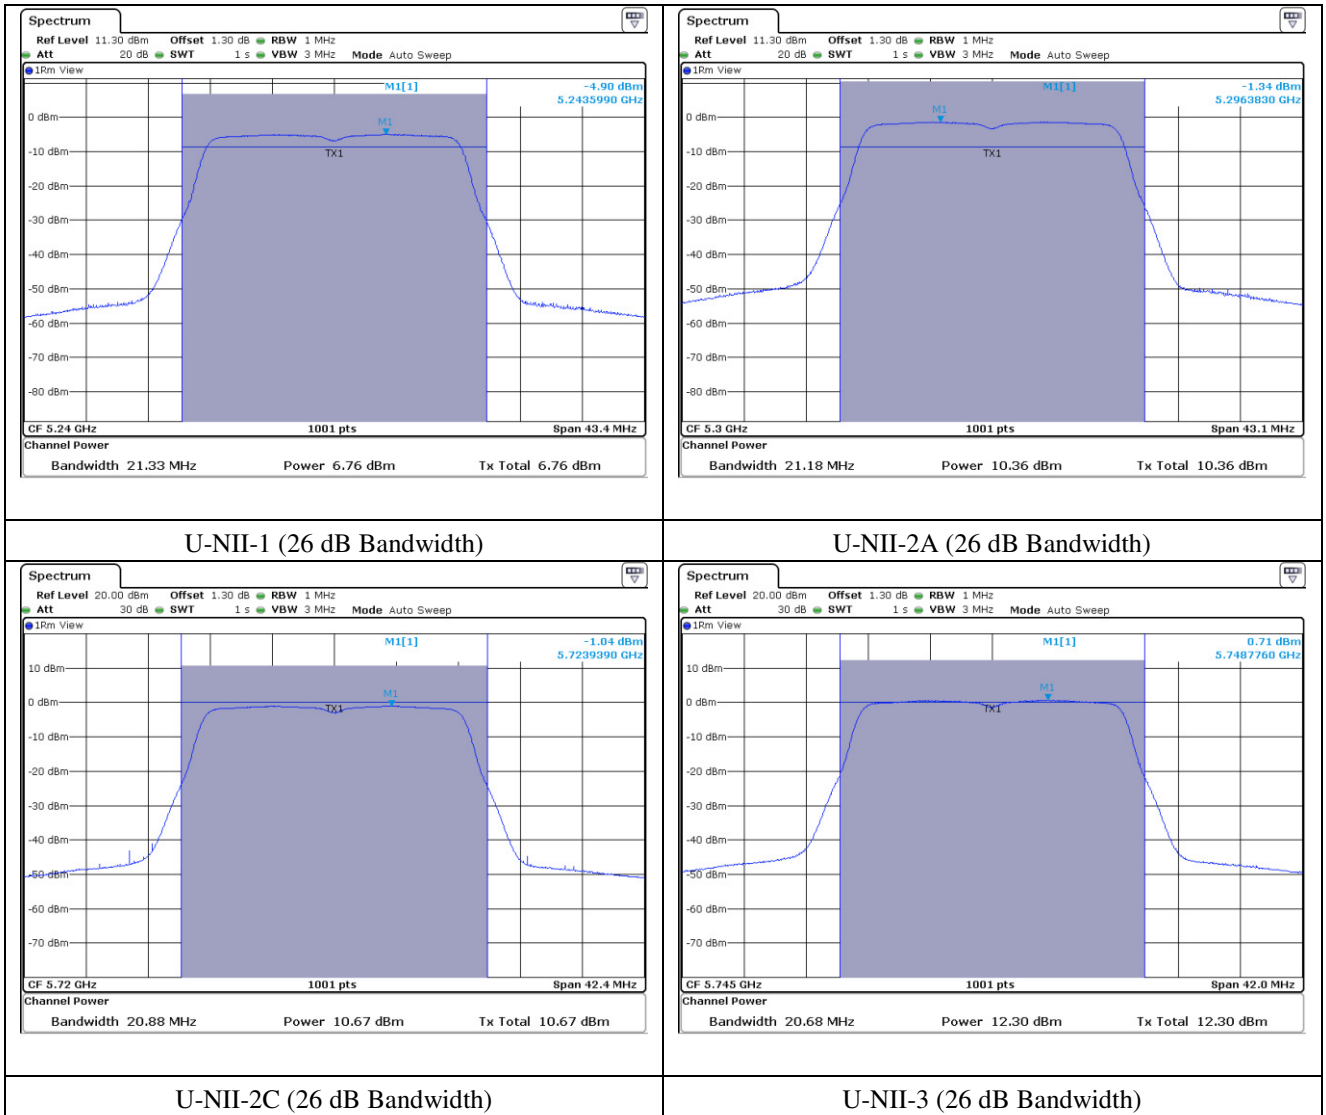 Spectrum
Ref Level 11.30 dBm Offset 1.30 dB RBW 1 MHz
Att 20 dB SWT 1 s VBW 3 MHz Mode Auto Sweep
1Rm View
M1[1] -4.90 dBm
5.2435990 GHz
0 dBm
M1
-10 dBm
TX1
-20 dBm
-30 dBm
-40 dBm
-50 dBm
-60 dBm
-70 dBm
-80 dBm
CF 5.24 GHz 1001 pts Span 43.4 MHz
Channel Power
Bandwidth 21.33 MHz Power 6.76 dBm Tx Total 6.76 dBm
U-NII-1 (26 dB Bandwidth)
Spectrum
Ref Level 11.30 dBm Offset 1.30 dB RBW 1 MHz
Att 20 dB SWT 1 s VBW 3 MHz Mode Auto Sweep
1Rm View
M1[1] -1.34 dBm
5.2963830 GHz
M1
0 dBm
-10 dBm
TX1
-20 dBm
-30 dBm
-40 dBm
-50 dBm
-60 dBm
-70 dBm
-80 dBm
CF 5.3 GHz 1001 pts Span 43.1 MHz
Channel Power
Bandwidth 21.18 MHz Power 10.36 dBm Tx Total 10.36 dBm
U-NII-2A (26 dB Bandwidth)
Spectrum
Ref Level 20.00 dBm Offset 1.30 dB RBW 1 MHz
Att 30 dB SWT 1 s VBW 3 MHz Mode Auto Sweep
1Rm View
M1[1] -1.04 dBm
5.7239390 GHz
10 dBm
M1
0 dBm
TX1
-10 dBm
-20 dBm
-30 dBm
-40 dBm
-50 dBm
-60 dBm
-70 dBm
CF 5.72 GHz 1001 pts Span 42.4 MHz
Channel Power
Bandwidth 20.88 MHz Power 10.67 dBm Tx Total 10.67 dBm
U-NII-2C (26 dB Bandwidth)
Spectrum
Ref Level 20.00 dBm Offset 1.30 dB RBW 1 MHz
Att 30 dB SWT 1 s VBW 3 MHz Mode Auto Sweep
1Rm View
M1[1] 0.71 dBm
5.7487760 GHz
10 dBm
M1
0 dBm
TX1
-10 dBm
-20 dBm
-30 dBm
-40 dBm
-50 dBm
-60 dBm
-70 dBm
CF 5.745 GHz 1001 pts Span 42.0 MHz
Channel Power
Bandwidth 20.68 MHz Power 12.30 dBm Tx Total 12.30 dBm
U-NII-3 (26 dB Bandwidth)